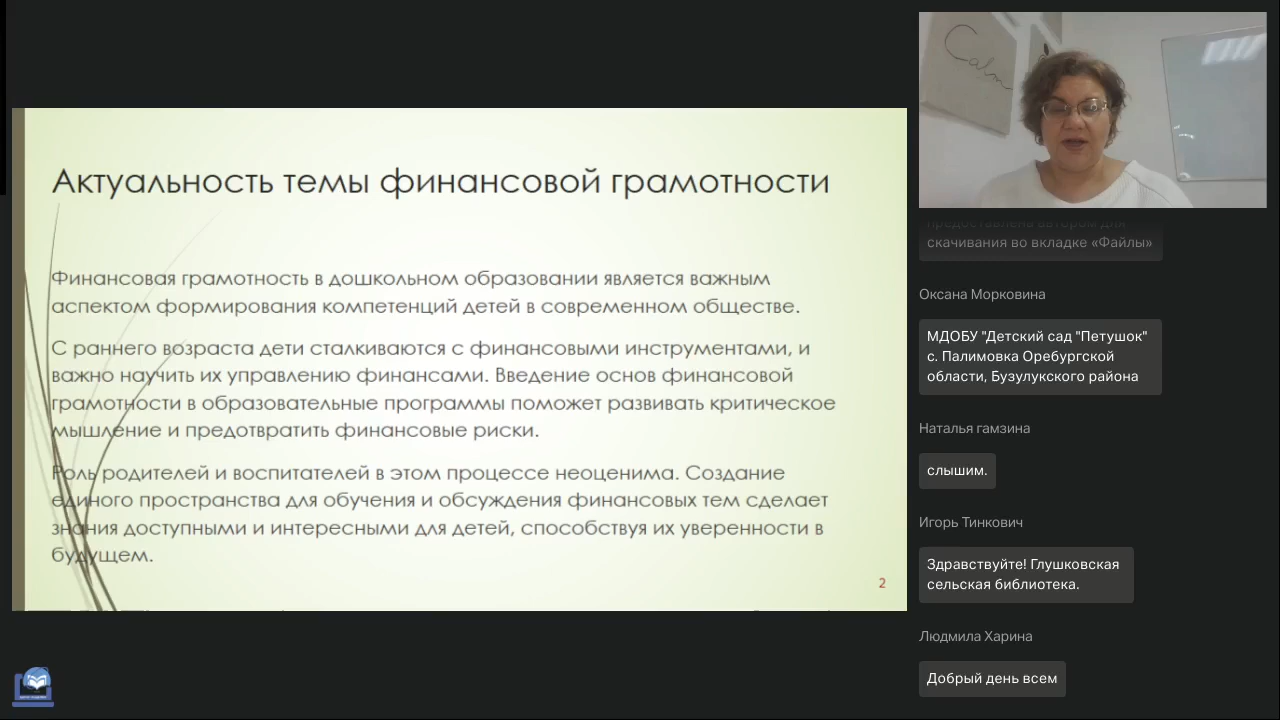 Актуальность темы финансовой грамотности
Финансовая грамотность в дошкольном образовании является важным
аспектом формирования компетенций детей в современном обществе.
С раннего возраста дети сталкиваются с финансовыми инструментами, и
важно научить их управлению финансами. Введение основ финансовой
грамотности в образовательные программы поможет развивать критическое
мышление и предотвратить финансовые риски.
Роль родителей и воспитателей в этом процессе неоценима. Создание
единого пространства для обучения и обсуждения финансовых тем сделает
знания доступными и интересными для детей, способствуя их уверенности в
будущем.
2
Calm
предоставлена автором для
скачивания во вкладке «Файлы»
Оксана Морковина
МДОБУ "Детский сад "Петушок"
с. Палимовка Оребургской
области, Бузулукского района
Наталья гамзина
слышим.
Игорь Тинкович
Здравствуйте! Глушковская
сельская библиотека.
Людмила Харина
Добрый день всем